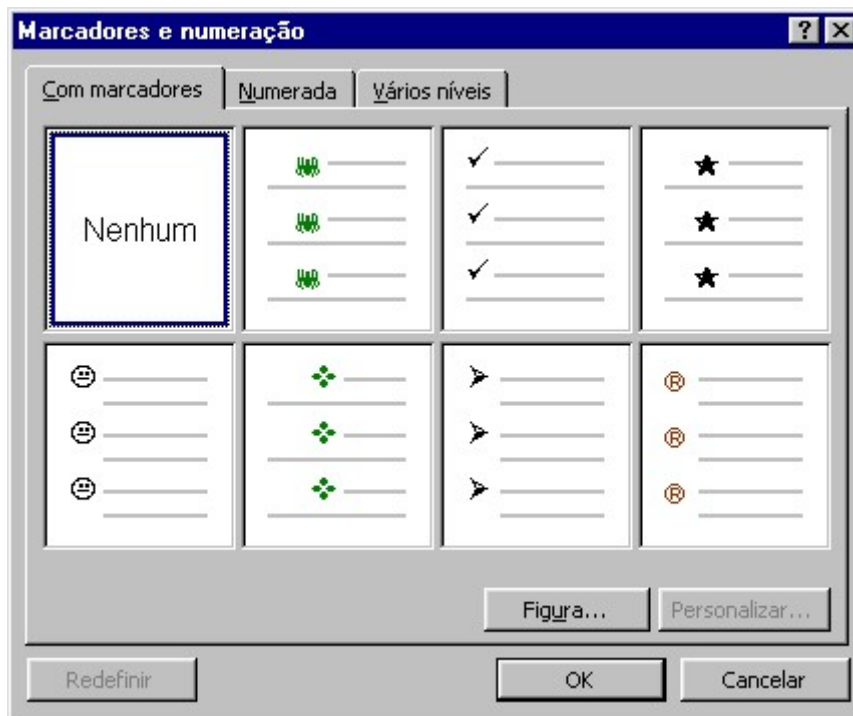 Marcadores e numeração
Com marcadores Numerada Vários níveis
Nenhum
® 
®
®
Figura... Personalizar...
Redefinir OK Cancelar